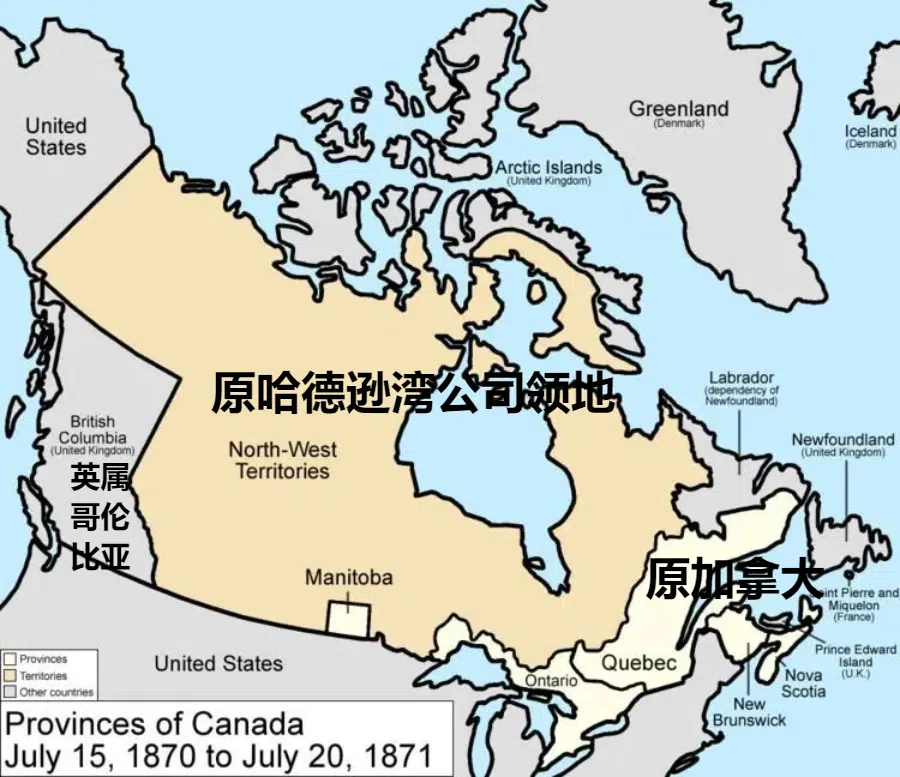 United
States
Greenland
(Denmark)
Iceland
(Denmark)
Arctic Islands
(United Kingdom)
原哈德逊湾公司领地
North-West
Territories
British
Columbia
(United Kingdom)
英属
哥伦
比亚
Labrador
(dependency of
Newfoundland)
Newfoundland
(United Kingdom)
原加拿大
Manitoba
int Pierre and
Miquelon
(France)
Prince Edward
Island
(U.K.)
Nova
Scotia
New
Brunswick
Quebec
Ontario
United States
Provinces
Territories
Other countries
Provinces of Canada
July 15, 1870 to July 20, 1871